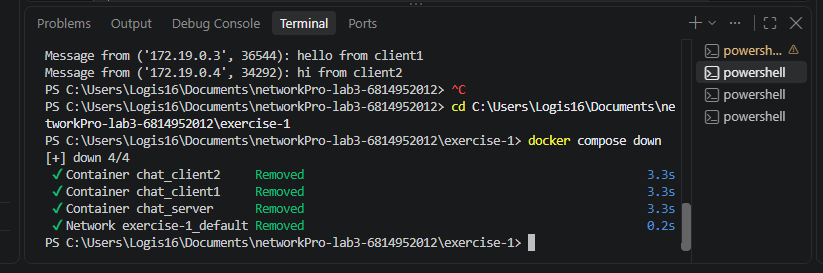 Problems Output Debug Console Terminal Ports
Message from ('172.19.0.3', 36544): hello from client1
Message from ('172.19.0.4', 34292): hi from client2
PS C:\Users\Logis16\Documents\networkPro-lab3-6814952012> ^C
PS C:\Users\Logis16\Documents\networkPro-lab3-6814952012> cd C:\Users\Logis16\Documents\ne
tworkPro-lab3-6814952012\exercise-1
PS C:\Users\Logis16\Documents\networkPro-lab3-6814952012\exercise-1> docker compose down
[+] down 4/4
✓ Container chat_client2 Removed 3.3s
✓ Container chat_client1 Removed 3.3s
✓ Container chat_server Removed 3.3s
✓ Network exercise-1_default Removed 0.2s
PS C:\Users\Logis16\Documents\networkPro-lab3-6814952012\exercise-1>
powersh...
powershell
powershell
powershell